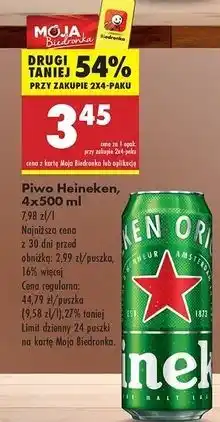 MOJA
Biedronka
Biedronka
DRUGI
TANIEJ 54%
PRZY ZAKUPIE 2X4-PAKU
3 45
cena za 1 opak.
przy zakupie 2x4-paku
cena z kartą Moja Biedronka lub aplikacją
Piwo Heineken,
4x500 ml
7,98 zł/l
Najniższa cena
z 30 dni przed
obniżką: 2,99 zł/puszka,
16% więcej
Cena regularna:
44,79 zł/puszka
(9,58 zł/l),27% taniej
Limit dzienny 24 puszki
na kartę Moja Biedronka.
KEN ORI
AMSTERDAM
EST. 1873
inek